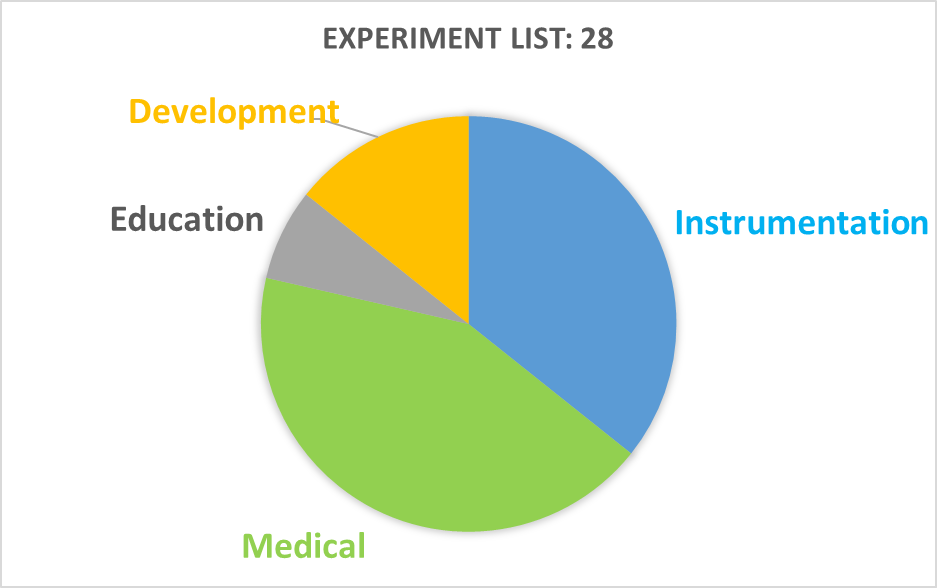 EXPERIMENT LIST: 28
Development
Education
Instrumentation
Medical